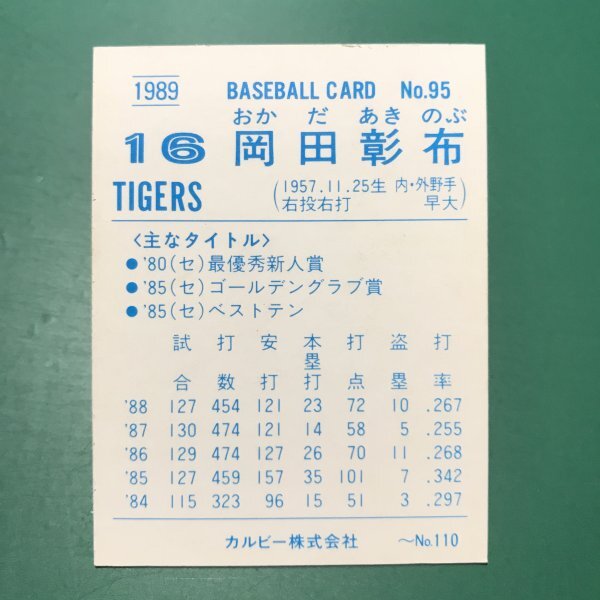 1989 BASEBALL CARD No.95
おかだ あきのぶ
16 岡田彰布
TIGERS (1957.11.25生 内・外野手
右投右打 早大)
〈主なタイトル〉
●'80(セ)最優秀新人賞
●'85(セ)ゴールデングラブ賞
●'85(セ)ベストテン
試合 打数 安打 本塁打 打点 盗塁 打率
'88 127 454 121 23 72 10 .267
'87 130 474 121 14 58 5 .255
'86 129 474 127 26 70 11 .268
'85 127 459 157 35 101 7 .342
'84 115 323 96 15 51 3 .297
カルビー株式会社 〜No.110